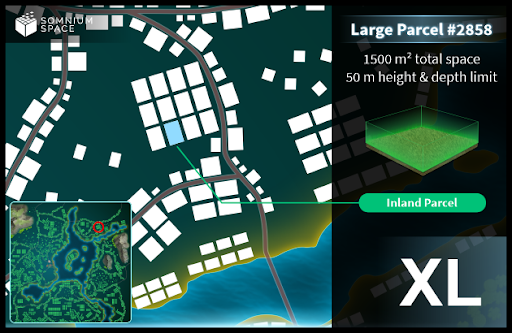 SOMNIUM
SPACE
Large Parcel #2858
1500 m² total space
50 m height & depth limit
Inland Parcel
XL